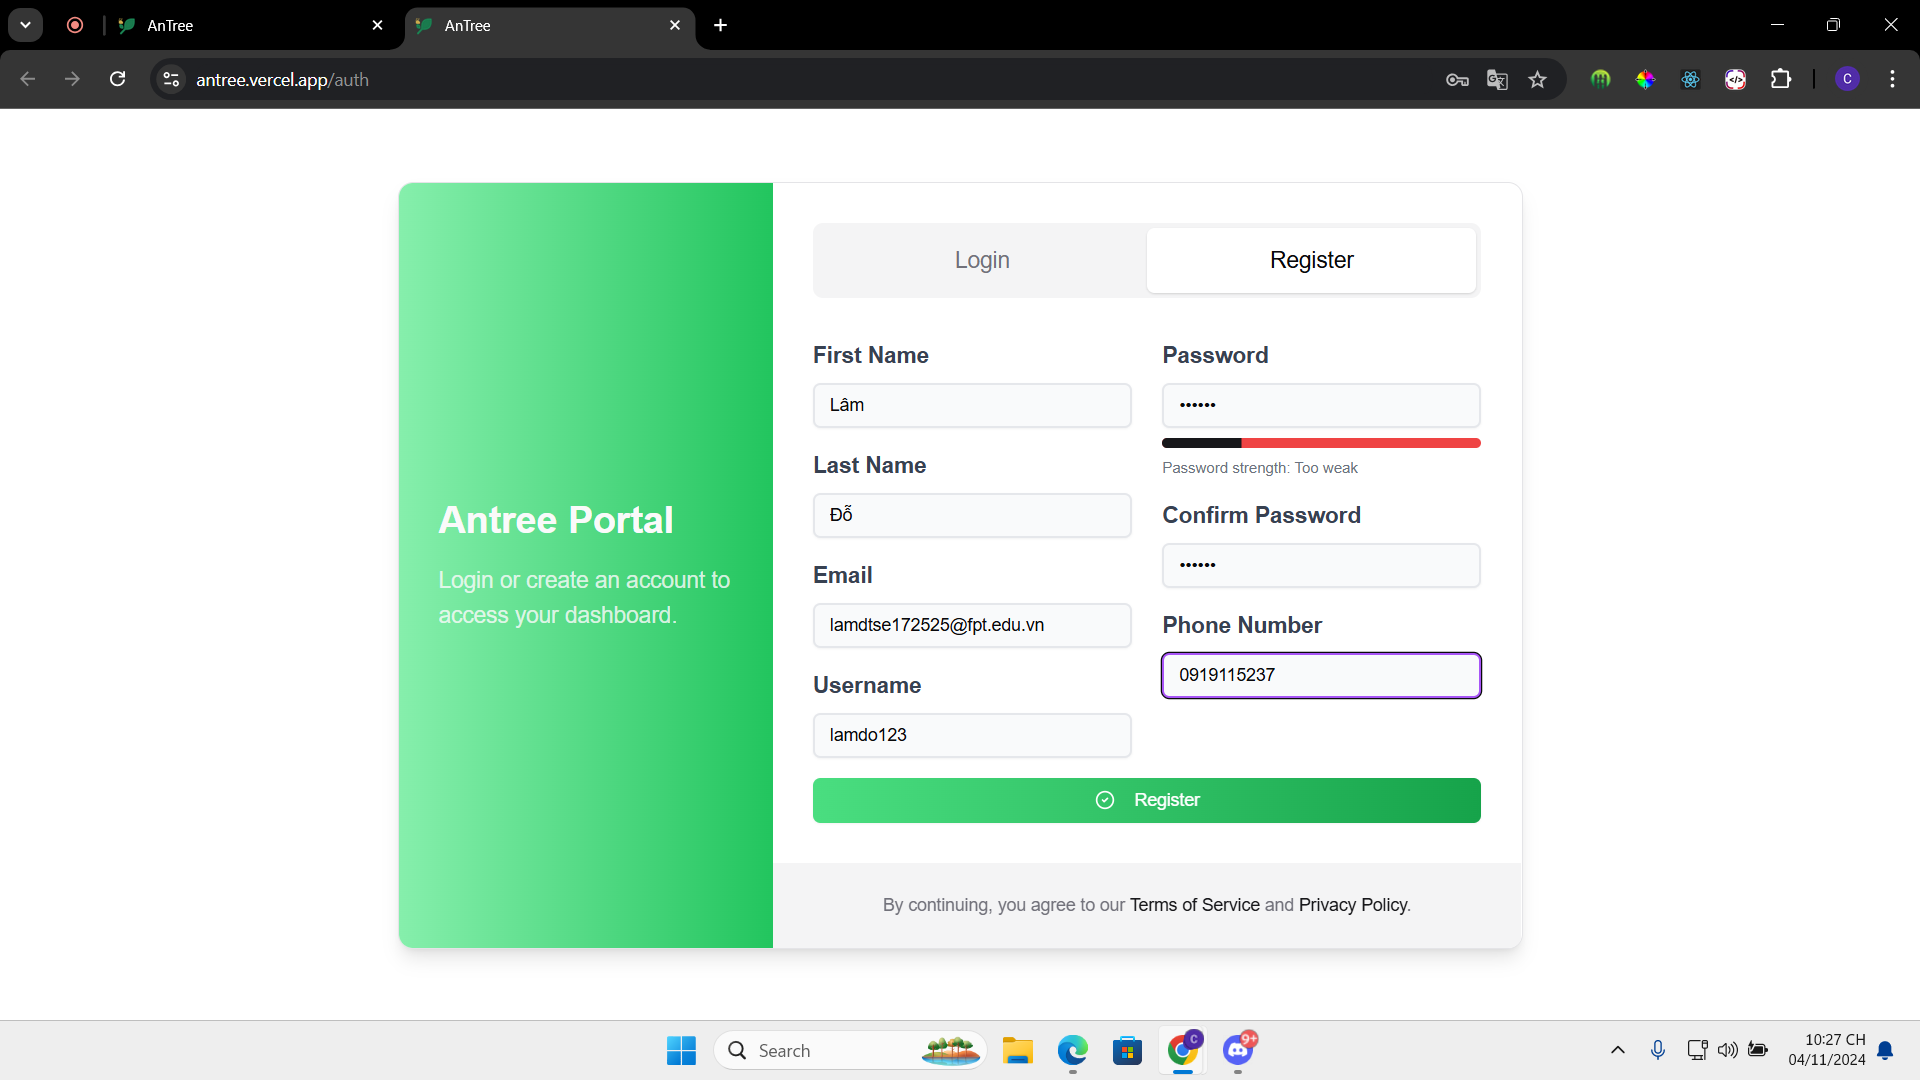 AnTree
AnTree
antree.vercel.app/auth
C
Login
Register
Antree Portal
Login or create an account to
access your dashboard.
First Name
Lâm
Last Name
Đỗ
Email
lamdtse172525@fpt.edu.vn
Username
lamdo123
Password
••••••
Password strength: Too weak
Confirm Password
••••••
Phone Number
0919115237
Register
By continuing, you agree to our Terms of Service and Privacy Policy.
Search
C
9+
10:27 CH
04/11/2024